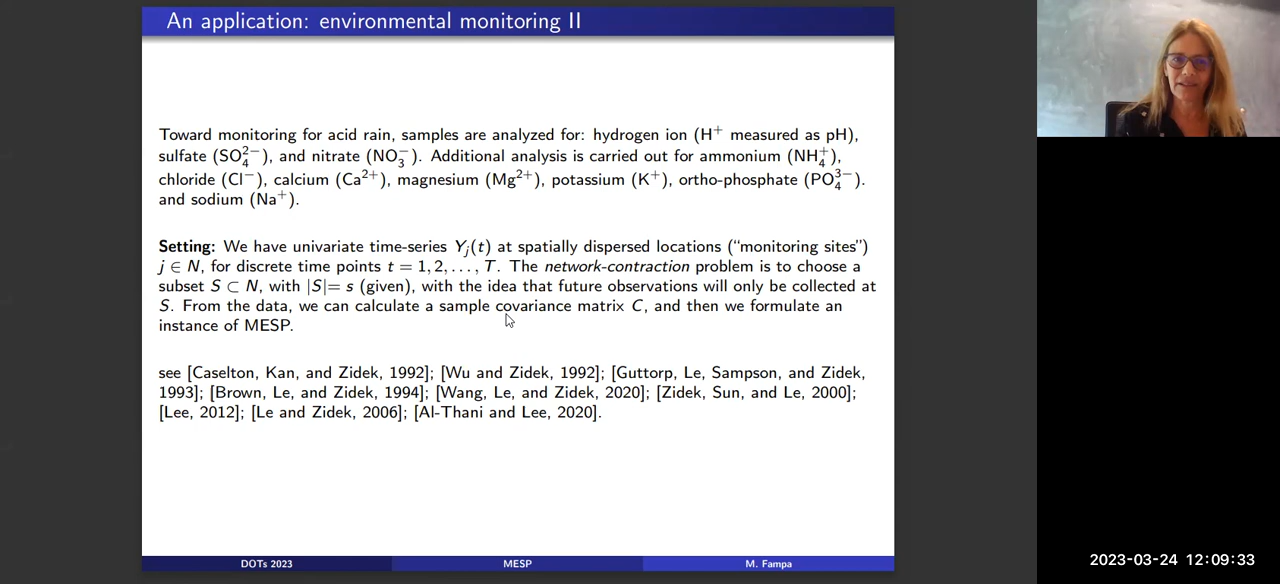 An application: environmental monitoring II
Toward monitoring for acid rain, samples are analyzed for: hydrogen ion (H⁺ measured as pH),
sulfate (SO₄²⁻), and nitrate (NO₃⁻). Additional analysis is carried out for ammonium (NH₄⁺),
chloride (Cl⁻), calcium (Ca²⁺), magnesium (Mg²⁺), potassium (K⁺), ortho-phosphate (PO₄³⁻).
and sodium (Na⁺).
Setting: We have univariate time-series Yⱼ(t) at spatially dispersed locations (“monitoring sites”)
j ∈ N, for discrete time points t = 1, 2, . . . , T. The network-contraction problem is to choose a
subset S ⊂ N, with |S|= s (given), with the idea that future observations will only be collected at
S. From the data, we can calculate a sample covariance matrix C, and then we formulate an
instance of MESP.
see [Caselton, Kan, and Zidek, 1992]; [Wu and Zidek, 1992]; [Guttorp, Le, Sampson, and Zidek,
1993]; [Brown, Le, and Zidek, 1994]; [Wang, Le, and Zidek, 2020]; [Zidek, Sun, and Le, 2000];
[Lee, 2012]; [Le and Zidek, 2006]; [Al-Thani and Lee, 2020].
DOTs 2023
MESP
M. Fampa
2023-03-24 12:09:33